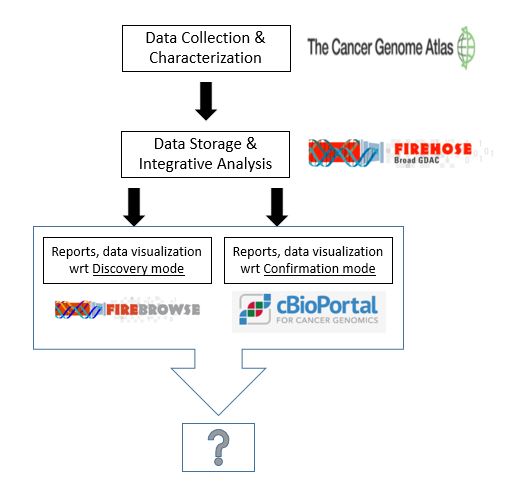 Data Collection &
Characterization
The Cancer Genome Atlas
Data Storage &
Integrative Analysis
FIREHOSE
Broad GDAC
Reports, data visualization
wrt Discovery mode
Reports, data visualization
wrt Confirmation mode
FIREBROWSE
cBioPortal
FOR CANCER GENOMICS
?